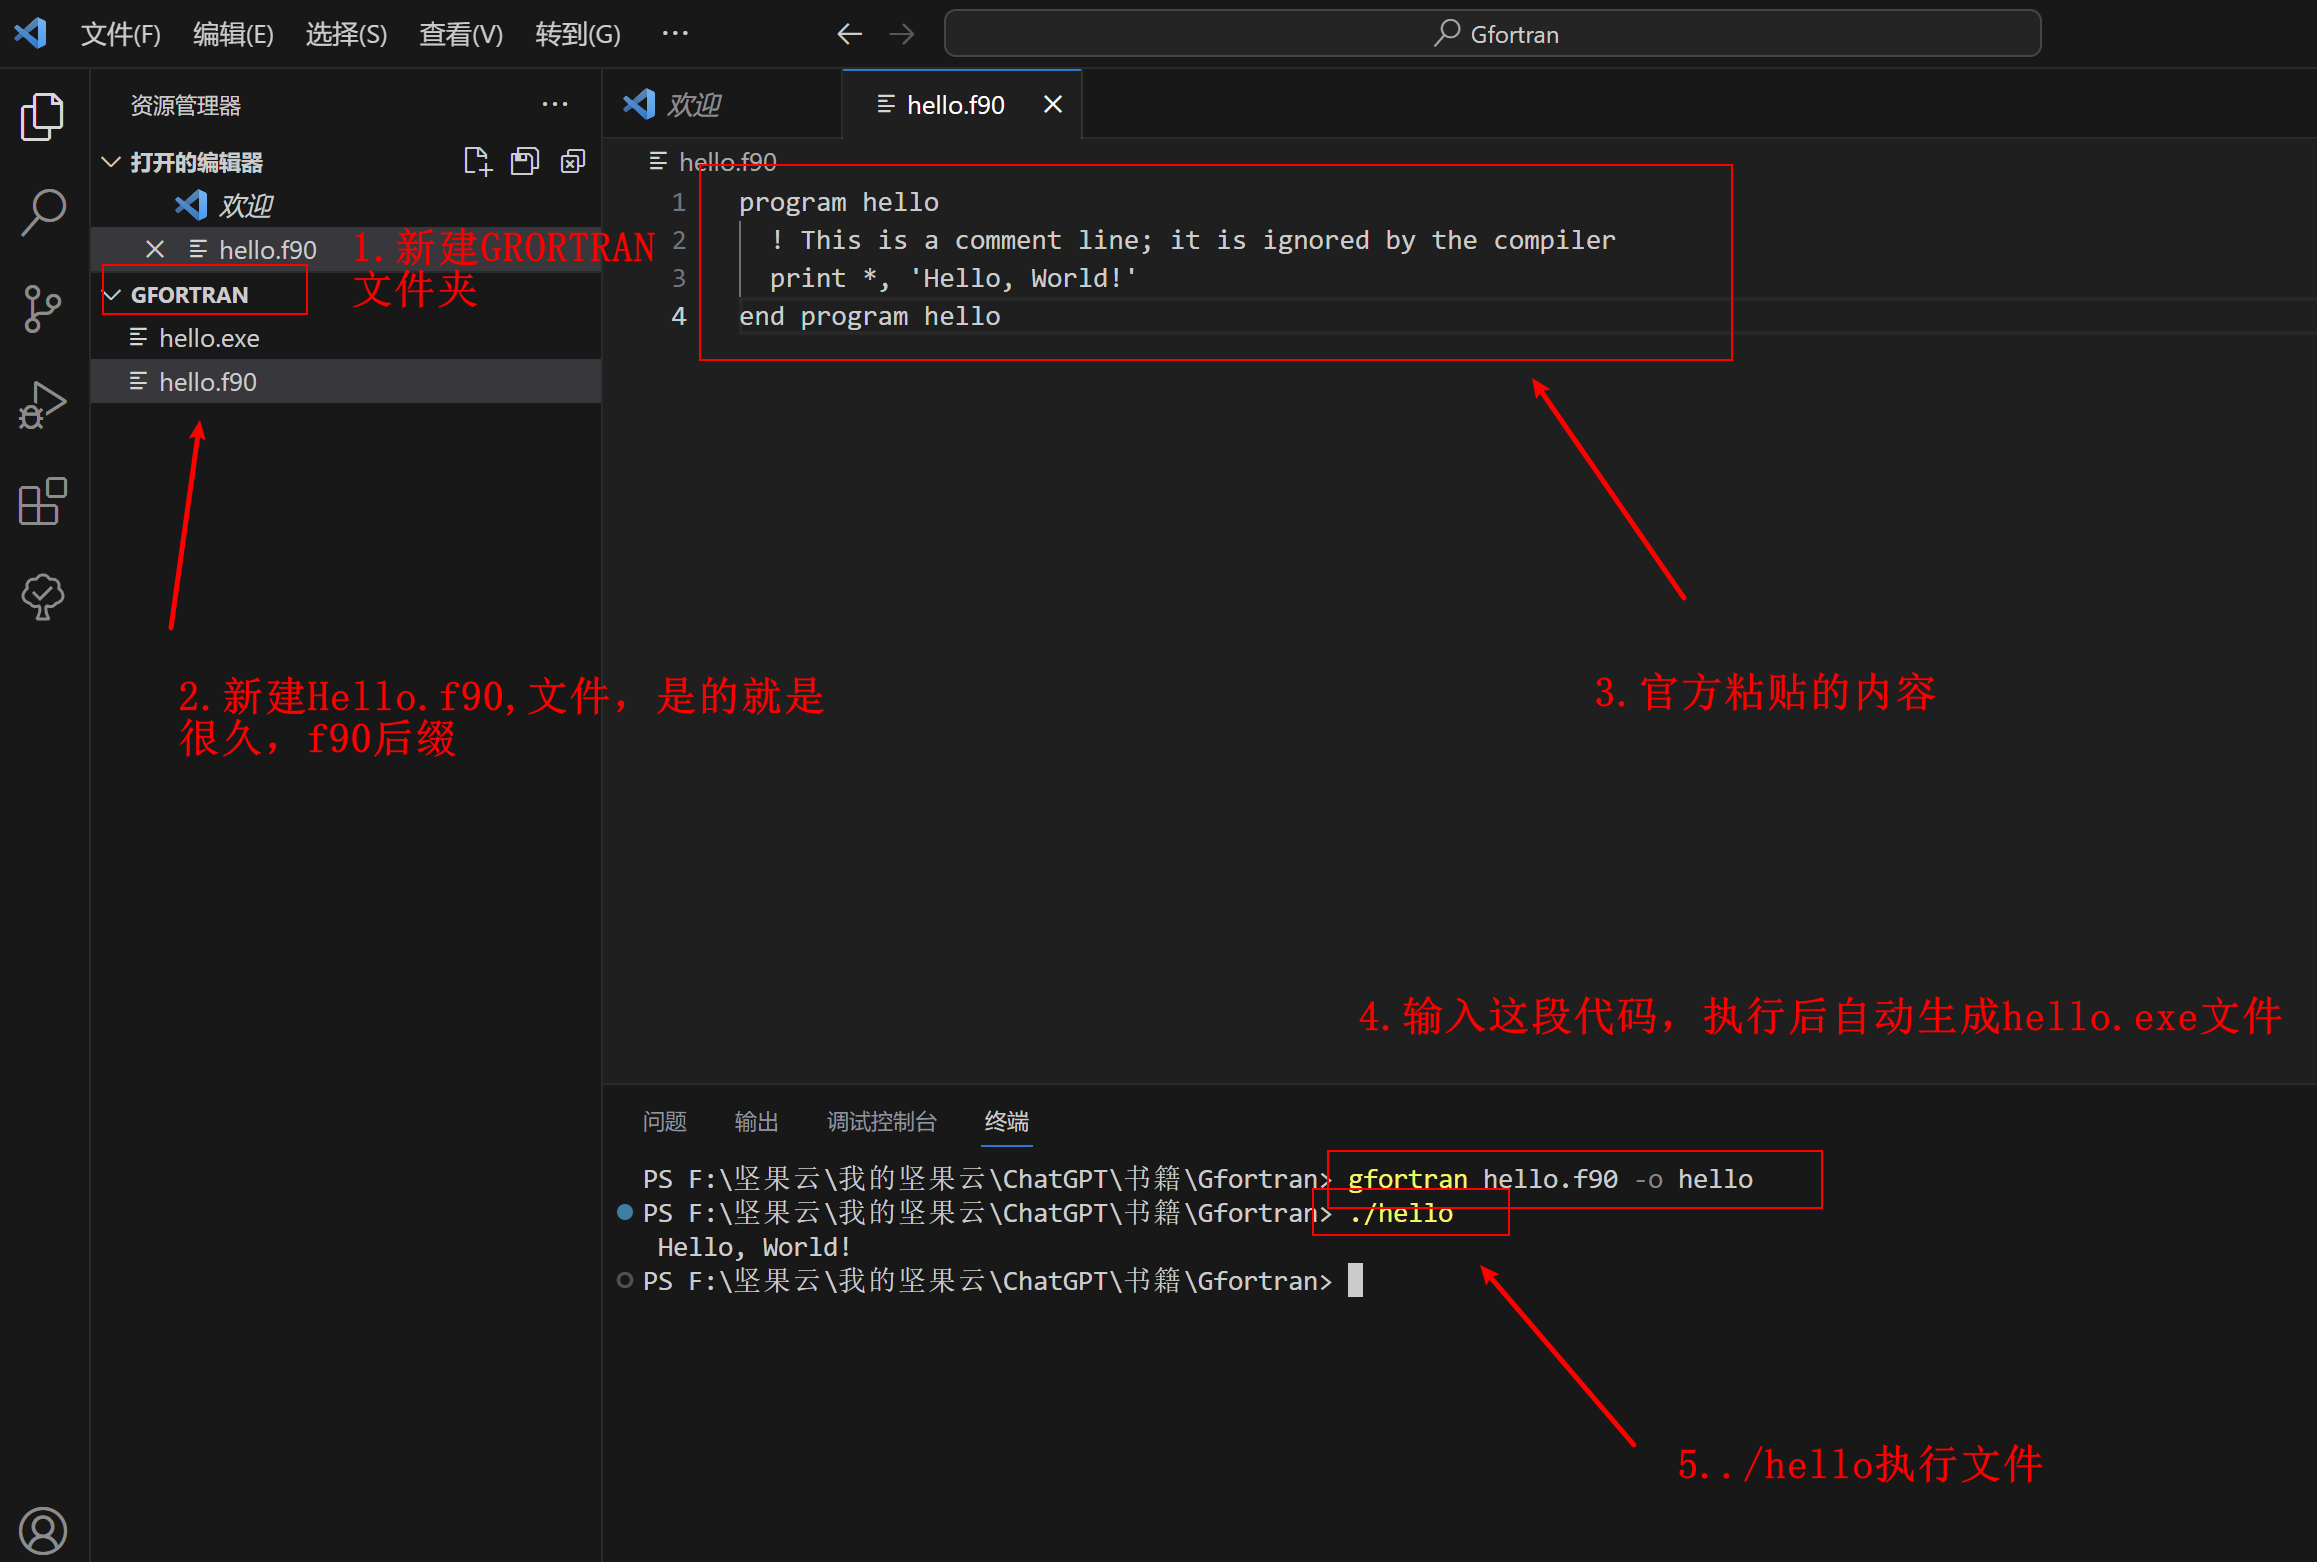 文件(F) 编辑(E) 选择(S) 查看(V) 转到(G) ··· Gfortran
资源管理器 ···
欢迎
hello.f90
打开的编辑器
hello.f90
欢迎
hello.f90
GFORTRAN
hello.exe
hello.f90
1.新建GRORTRAN
文件夹
1 program hello
2 ! This is a comment line; it is ignored by the compiler
3 print *, 'Hello, World!'
4 end program hello
2.新建Hello.f90,文件，是的就是
很久，f90后缀
3.官方粘贴的内容
4.输入这段代码，执行后自动生成hello.exe文件
问题 输出 调试控制台 终端
PS F:\坚果云\我的坚果云\ChatGPT\书籍\Gfortran> gfortran hello.f90 -o hello
PS F:\坚果云\我的坚果云\ChatGPT\书籍\Gfortran> ./hello
Hello, World!
PS F:\坚果云\我的坚果云\ChatGPT\书籍\Gfortran>
5../hello执行文件